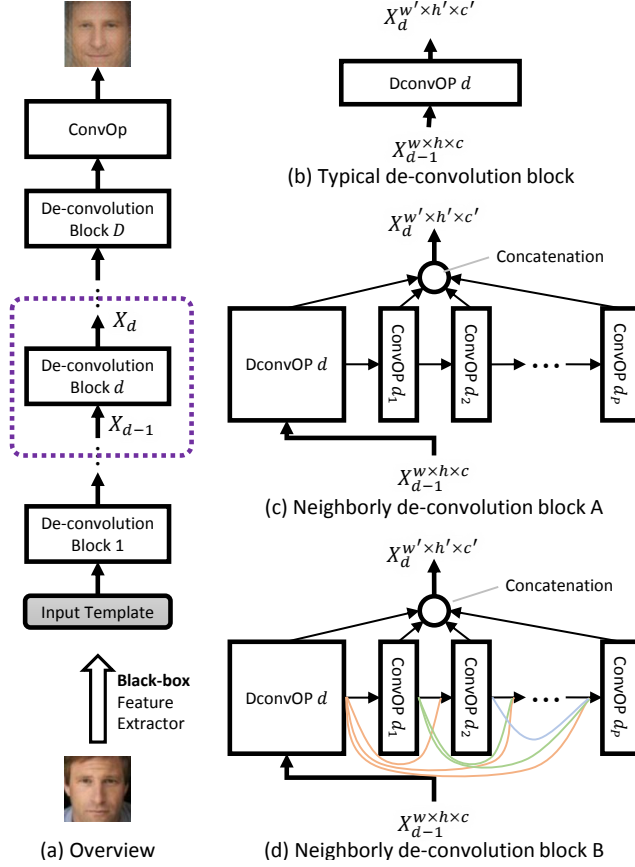 ConvOp
De-convolution
Block D
X_d
De-convolution
Block d
X_{d-1}
De-convolution
Block 1
Input Template
Black-box
Feature
Extractor
(a) Overview
X_d^{w'×h'×c'}
DconvOP d
X_{d-1}^{w×h×c}
(b) Typical de-convolution block
X_d^{w'×h'×c'}
Concatenation
DconvOP d
ConvOP d_1
ConvOP d_2
...
ConvOP d_P
X_{d-1}^{w×h×c}
(c) Neighborly de-convolution block A
X_d^{w'×h'×c'}
Concatenation
DconvOP d
ConvOP d_1
ConvOP d_2
...
ConvOP d_P
X_{d-1}^{w×h×c}
(d) Neighborly de-convolution block B